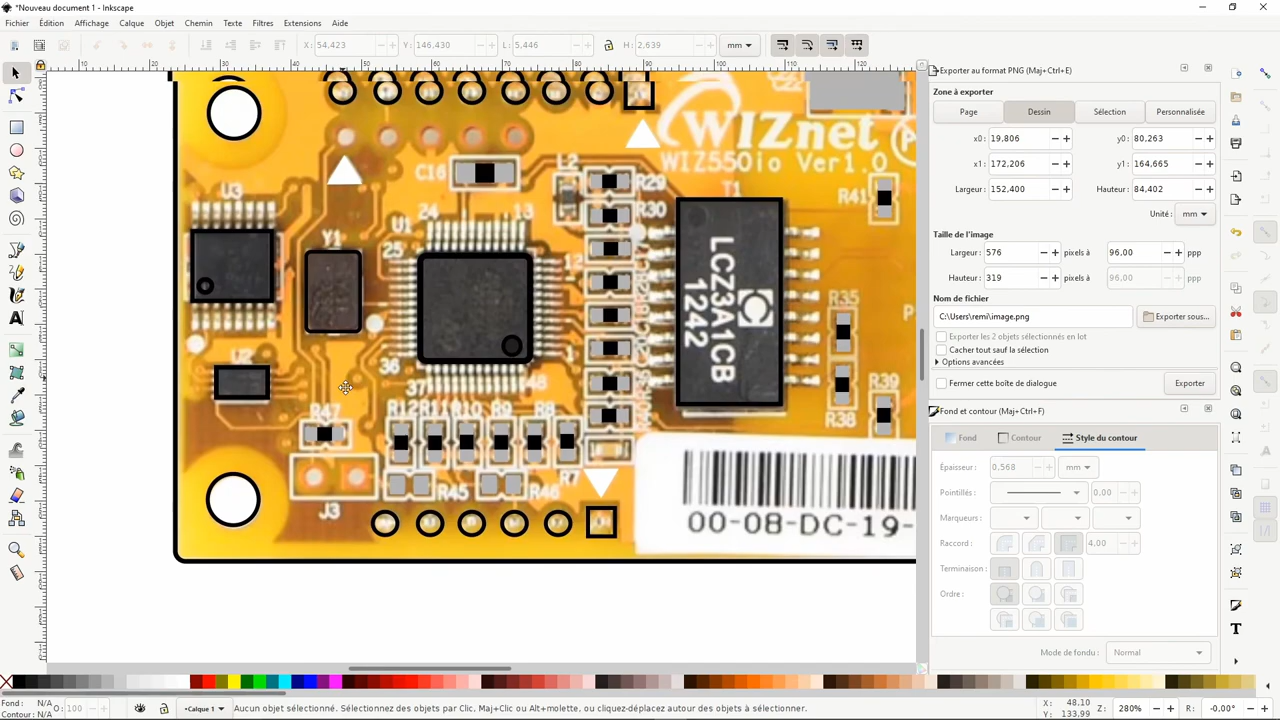 *Nouveau document 1 - Inkscape
Fichier Édition Affichage Calque Objet Chemin Texte Filtres Extensions Aide
X: 54,423 Y: 146,430 L: 5,446 H: 2,639 mm
Exporter au format PNG (Maj+Ctrl+E)
Zone à exporter
Page Dessin Sélection Personnalisée
x0: 19,806 y0: 80,263
x1: 172,206 y1: 164,665
Largeur: 152,400 Hauteur: 84,402
Unité : mm
Taille de l'image
Largeur: 576 pixels à 96.00 ppp
Hauteur: 319 pixels à 96.00 ppp
Nom de fichier
C:\Users\remi\image.png Exporter sous...
Exporter les 2 objets sélectionnés en lot
Cacher tout sauf la sélection
Options avancées
Fermer cette boîte de dialogue Exporter
Fond et contour (Maj+Ctrl+F)
Fond Contour Style du contour
Épaisseur : 0.568 mm
Pointillés : 0.00
Marqueurs :
Raccord : 4,00
Terminaison :
Ordre :
Mode de fondu : Normal
WIZnet
WIZ550io Ver1.0
C16 L2 R29 T1
U3 R30 R41
24 13
U1
Y1 25 12
LCZ3A1CB
1242
R35
36 1
U2 37 48
R38 R39
R12 R11 R10 R9 R8
R7
R45 R46
J3
00-08-DC-19-
Fond : N/A
Contour : N/A
O: 100
•Calque 1
Aucun objet sélectionné. Sélectionnez des objets par Clic, Maj+Clic ou Alt+molette, ou cliquez-déplacez autour des objets à sélectionner.
X: 48,10
Y: 133,99
Z: 280%
R: -0.00°